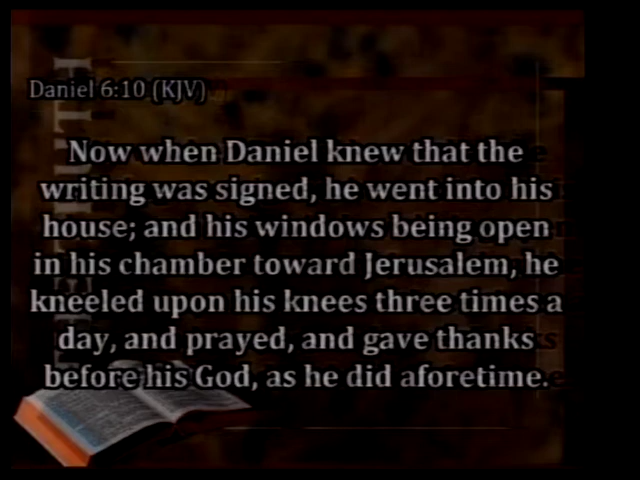 Daniel 6:10 (KJV)
Now when Daniel knew that the
writing was signed, he went into his
house; and his windows being open
in his chamber toward Jerusalem, he
kneeled upon his knees three times a
day, and prayed, and gave thanks
before his God, as he did aforetime.